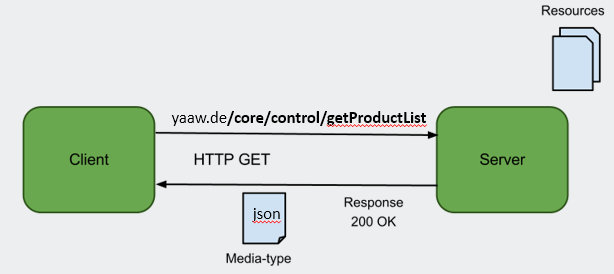 Resources
yaaw.de/core/control/getProductList
Client
HTTP GET
Server
json
Response
200 OK
Media-type